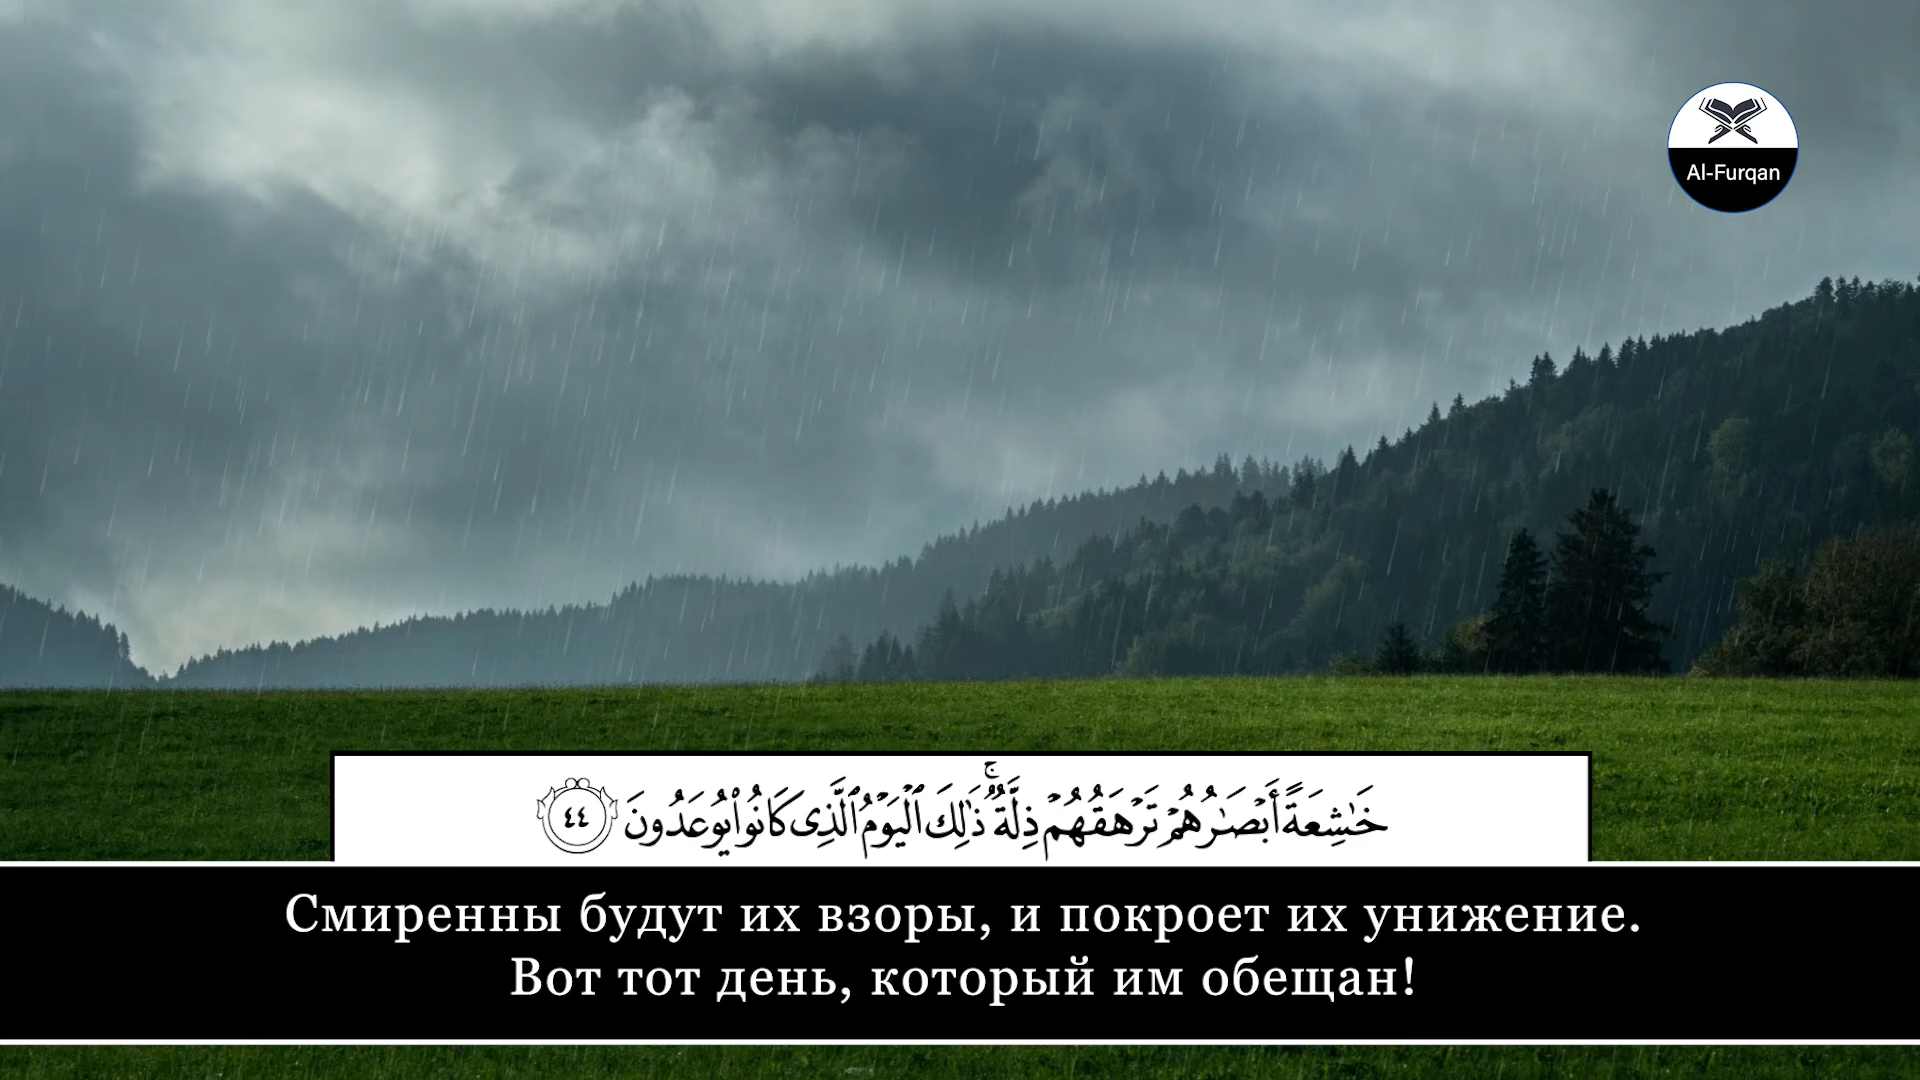 Al-Furqan
خَٰشِعَةً أَبْصَٰرُهُمْ تَرْهَقُهُمْ ذِلَّةٌۚ ذَٰلِكَ ٱلْيَوْمُ ٱلَّذِى كَانُوا۟ يُوعَدُونَ ٤٤
Смиренны будут их взоры, и покроет их унижение.
Вот тот день, который им обещан!